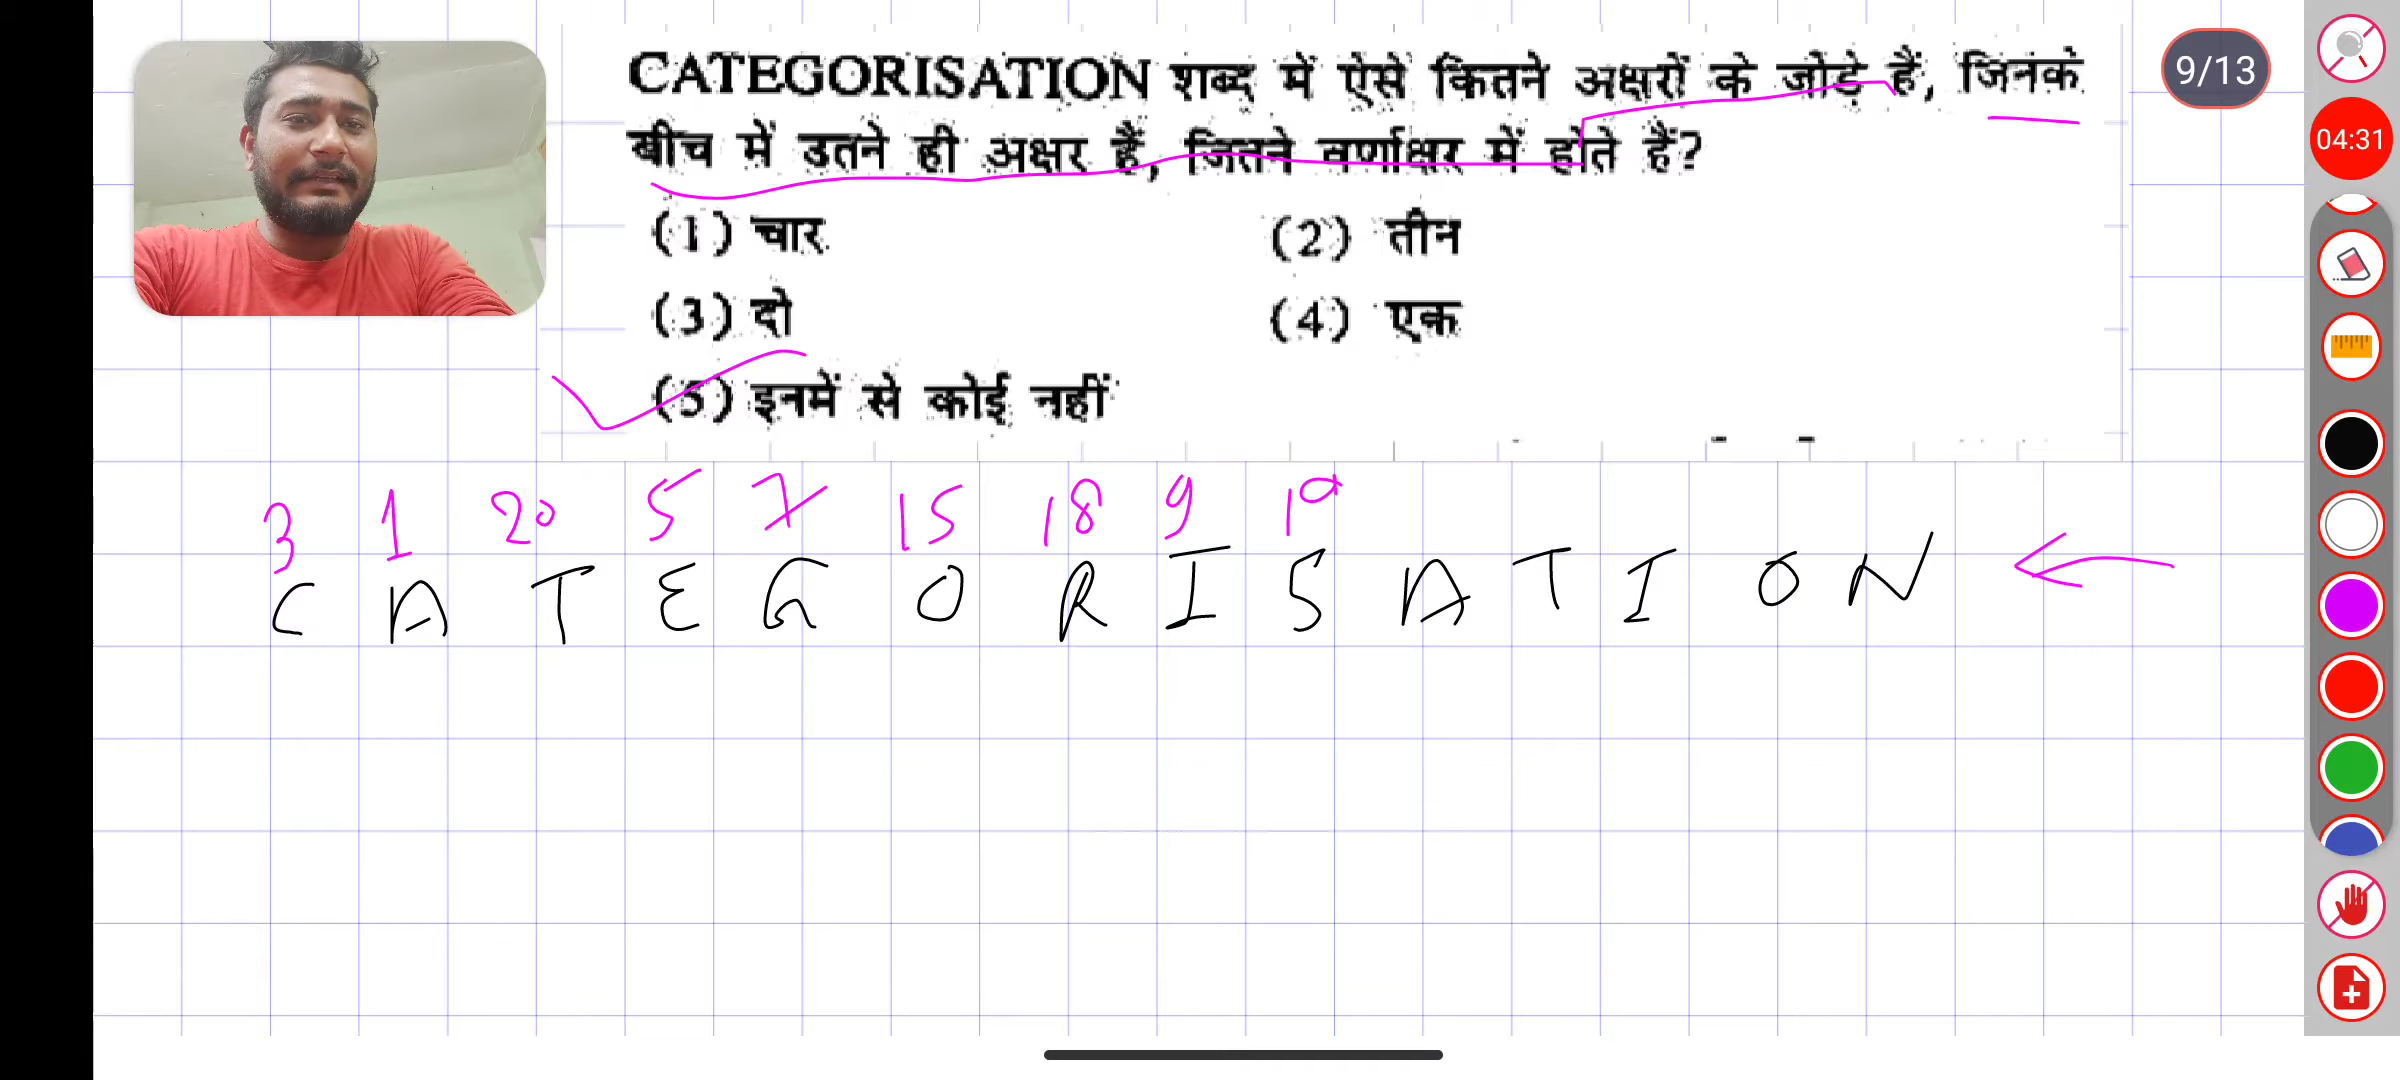 CATEGORISATION शब्द में ऐसे कितने अक्षरों के जोड़े हैं, जिनके
बीच में उतने ही अक्षर हैं, जितने वर्णाक्षर में होते हैं?
(1) चार
(2) तीन
(3) दो
(4) एक
(5) इनमें से कोई नहीं
9/13
04:31
3 1 20 5 7 15 18 9 19
C A T E G O R I S A T I O N